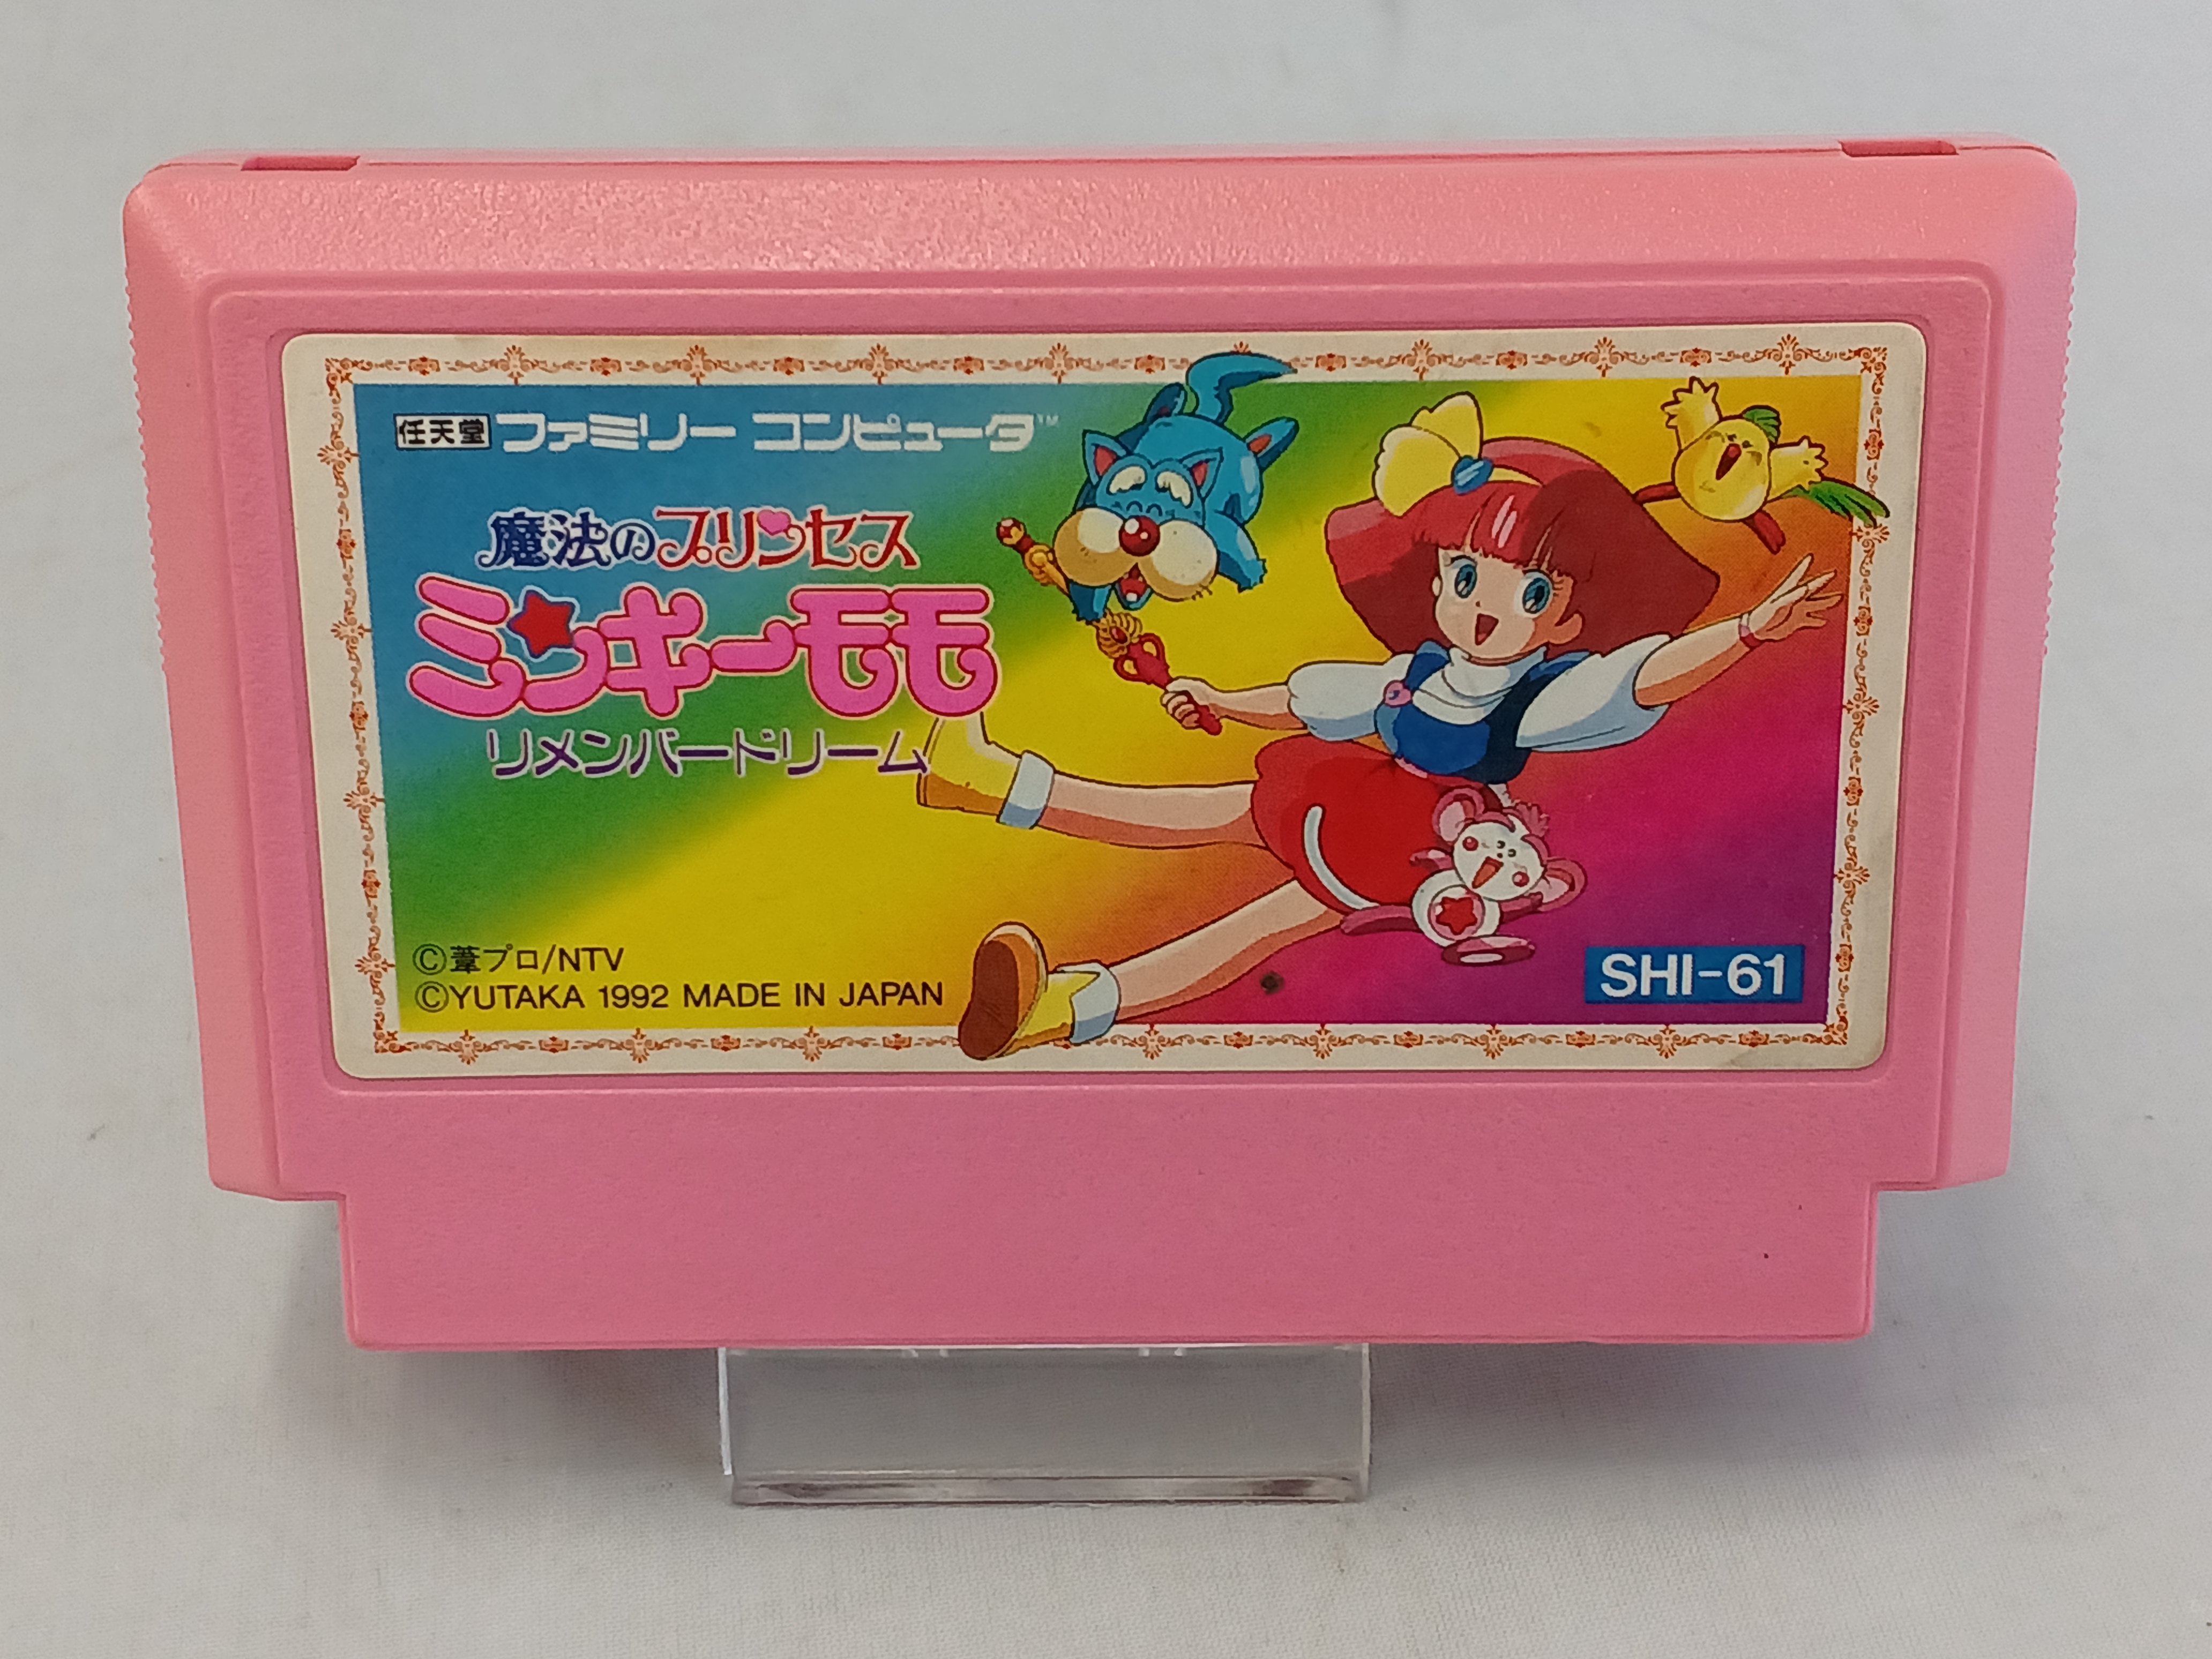 任天堂 ファミリー コンピュータ™
魔法のプリンセス
ミンキーモモ
リメンバードリーム
Ⓒ葦プロ/NTV
ⒸYUTAKA 1992 MADE IN JAPAN
SHI-61